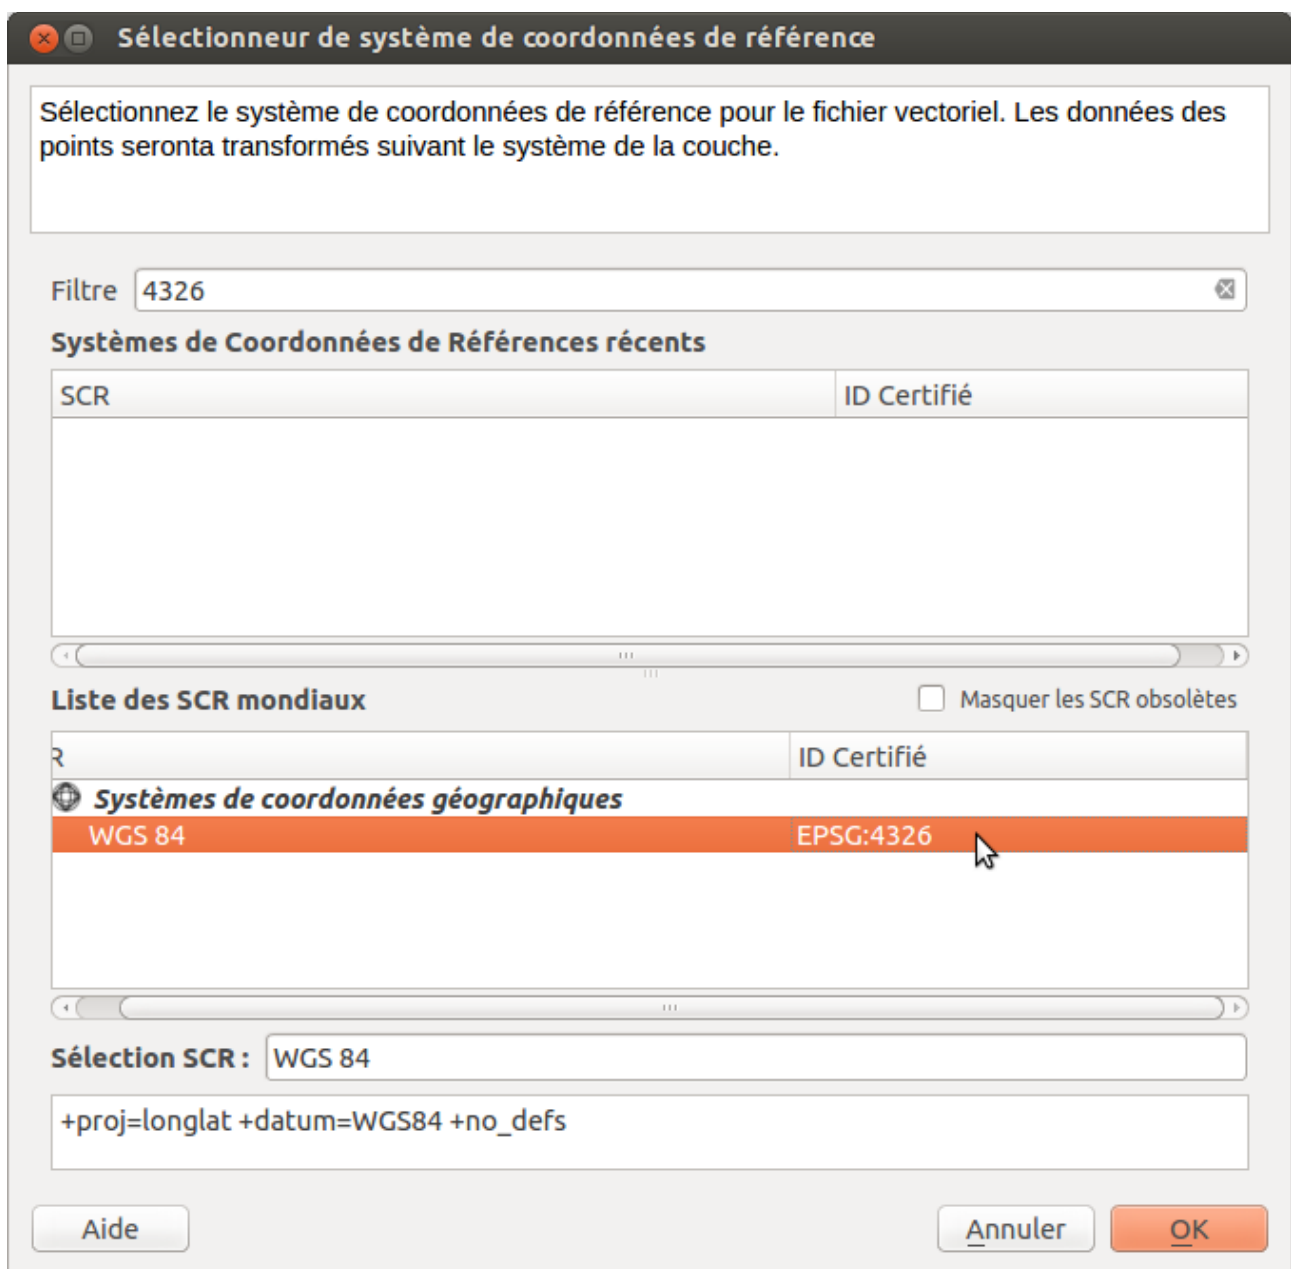 Sélectionneur de système de coordonnées de référence
Sélectionnez le système de coordonnées de référence pour le fichier vectoriel. Les données des
points seronta transformés suivant le système de la couche.
Filtre 4326
Systèmes de Coordonnées de Références récents
SCR ID Certifié
Liste des SCR mondiaux Masquer les SCR obsolètes
R ID Certifié
Systèmes de coordonnées géographiques
WGS 84 EPSG:4326
Sélection SCR : WGS 84
+proj=longlat +datum=WGS84 +no_defs
Aide Annuler OK